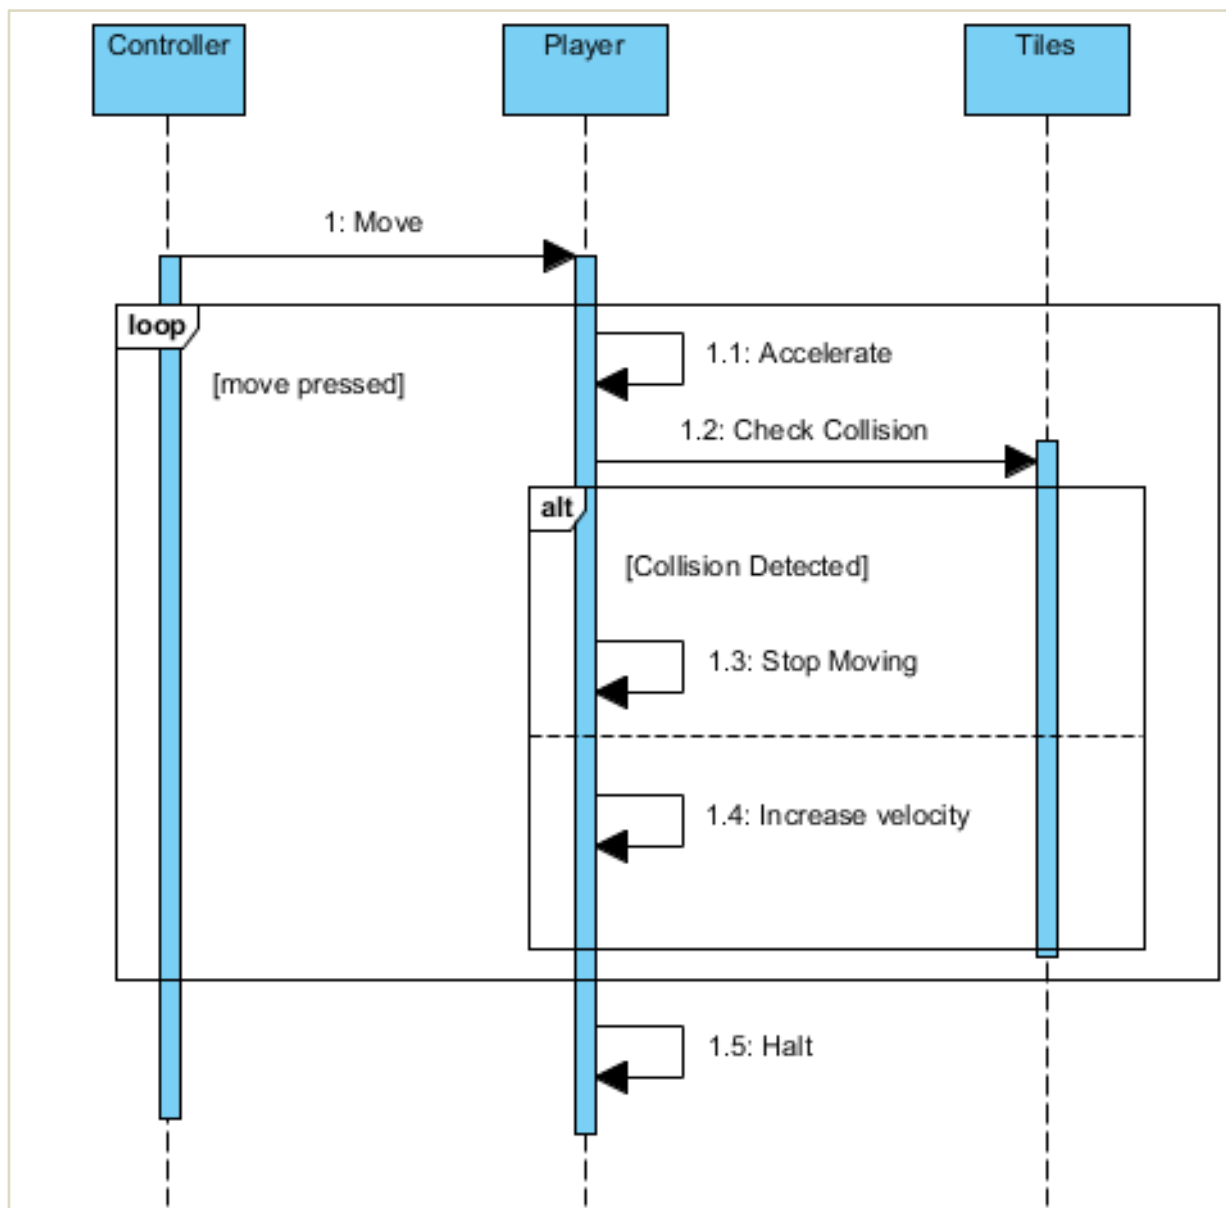 Controller
Player
Tiles
1: Move
loop
[move pressed]
1.1: Accelerate
1.2: Check Collision
alt
[Collision Detected]
1.3: Stop Moving
1.4: Increase velocity
1.5: Halt